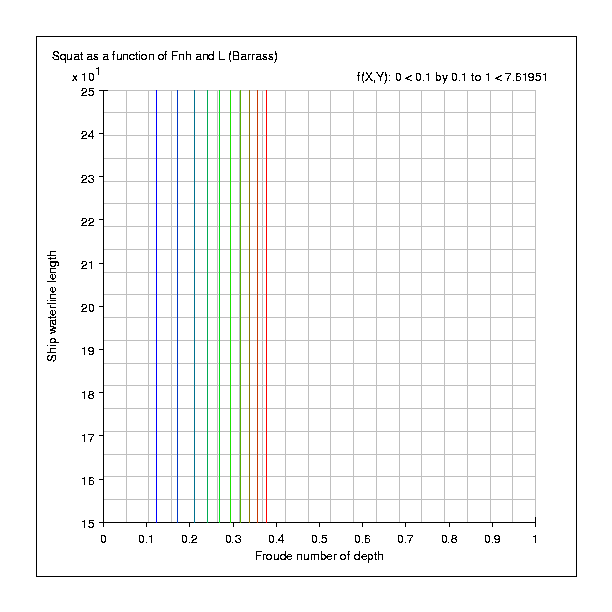 Squat as a function of Fnh and L (Barrass)
x 10¹
f(X,Y): 0 < 0.1 by 0.1 to 1 < 7.61951
25
24
23
22
21
20
19
18
17
16
15
Ship waterline length
0 0.1 0.2 0.3 0.4 0.5 0.6 0.7 0.8 0.9 1
Froude number of depth